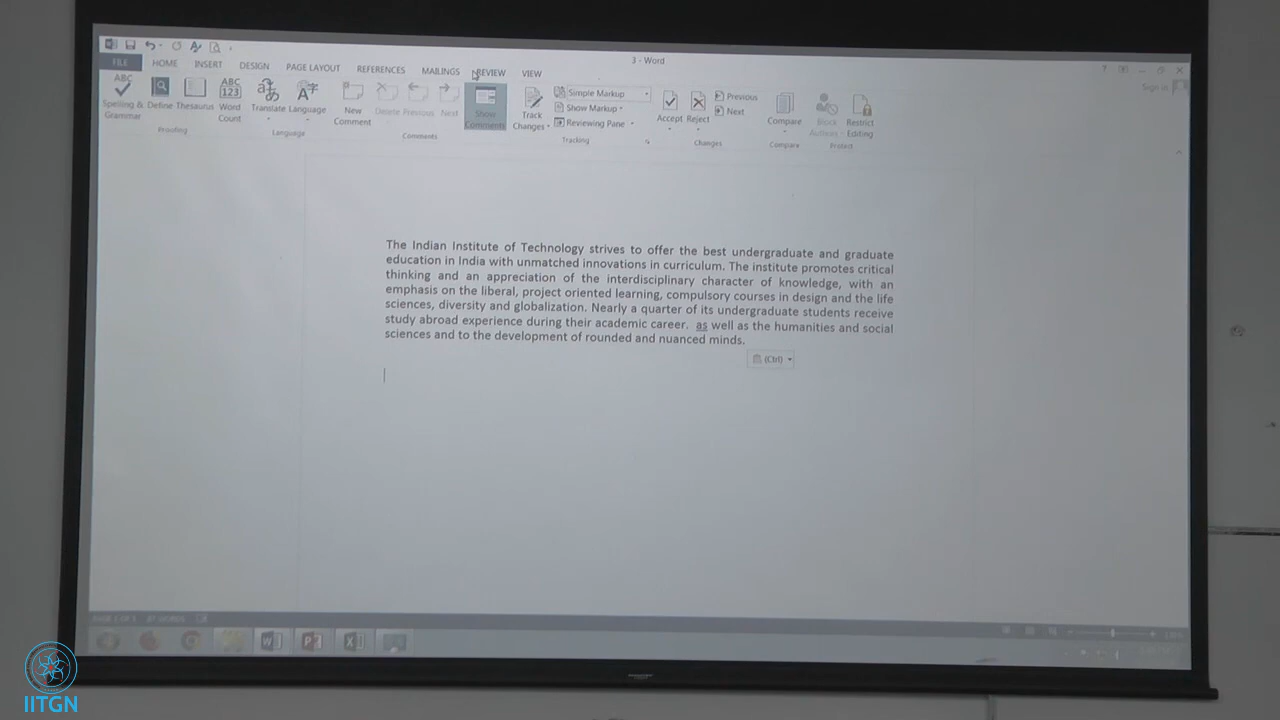 3 - Word
FILE HOME INSERT DESIGN PAGE LAYOUT REFERENCES MAILINGS REVIEW VIEW
Sign in
ABC
Spelling & Grammar
Define
Thesaurus
ABC 123
Word Count
Translate
Language
New Comment
Delete
Previous
Next
Show Comments
Track Changes
Simple Markup
Show Markup
Reviewing Pane
Accept
Reject
Previous
Next
Compare
Block Authors
Restrict Editing
Proofing
Language
Comments
Tracking
Changes
Compare
Protect
The Indian Institute of Technology strives to offer the best undergraduate and graduate
education in India with unmatched innovations in curriculum. The institute promotes critical
thinking and an appreciation of the interdisciplinary character of knowledge, with an
emphasis on the liberal, project oriented learning, compulsory courses in design and the life
sciences, diversity and globalization. Nearly a quarter of its undergraduate students receive
study abroad experience during their academic career. as well as the humanities and social
sciences and to the development of rounded and nuanced minds.
(Ctrl)
IITGN